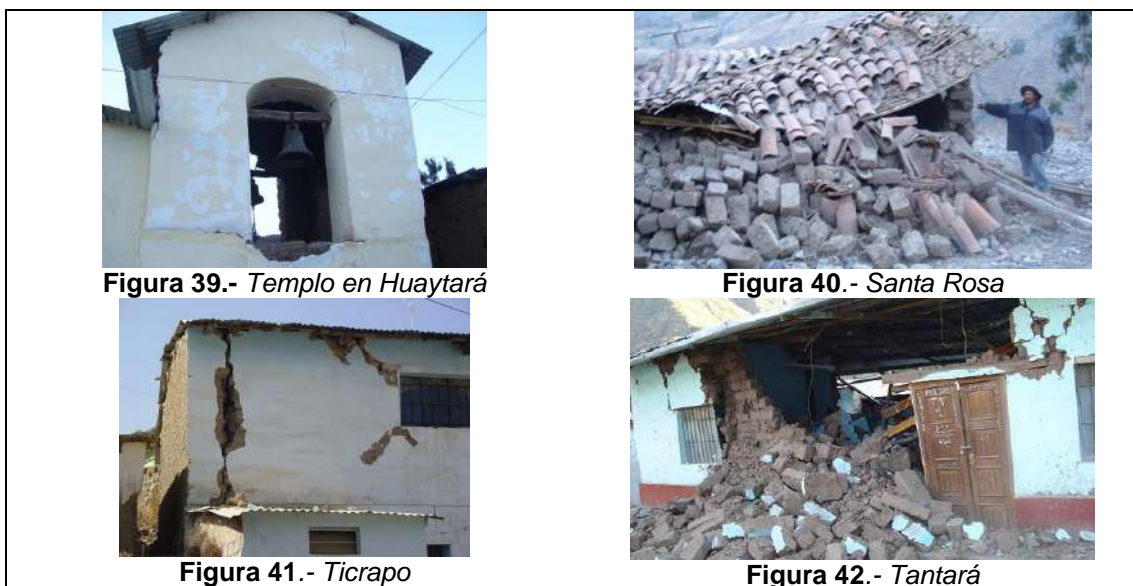 Figura 39.- Templo en Huaytará
Figura 40.- Santa Rosa
Figura 41.- Ticrapo
Figura 42.- Tantará